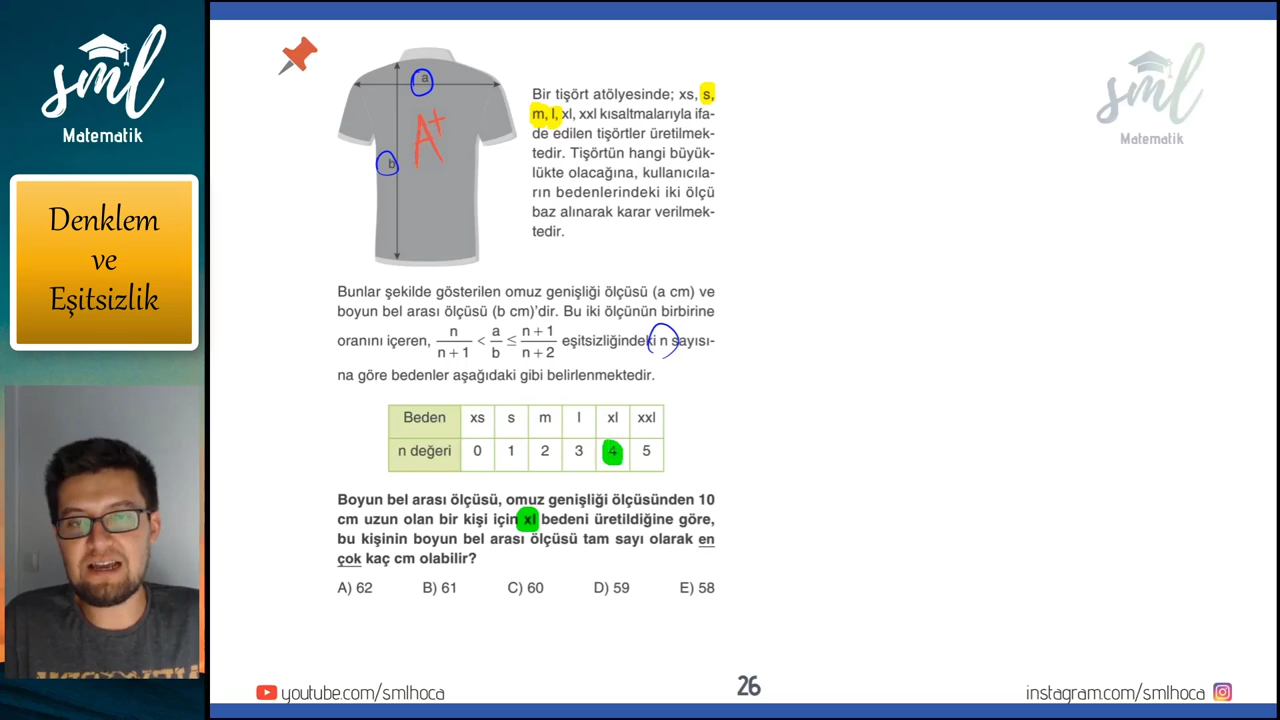 sml
Matematik
Denklem
ve
Eşitsizlik
sml
Matematik
a
b
A+
Bir tişört atölyesinde; xs, s,
m, l, xl, xxl kısaltmalarıyla ifa-
de edilen tişörtler üretilmek-
tedir. Tişörtün hangi büyük-
lükte olacağına, kullanıcıla-
rın bedenlerindeki iki ölçü
baz alınarak karar verilmek-
tedir.
Bunlar şekilde gösterilen omuz genişliği ölçüsü (a cm) ve
boyun bel arası ölçüsü (b cm)'dir. Bu iki ölçünün birbirine
oranını içeren, n/(n + 1) < a/b ≤ (n + 1)/(n + 2) eşitsizliğindeki n sayısı-
na göre bedenler aşağıdaki gibi belirlenmektedir.
Beden xs s m l xl xxl
n değeri 0 1 2 3 4 5
Boyun bel arası ölçüsü, omuz genişliği ölçüsünden 10
cm uzun olan bir kişi için xl bedeni üretildiğine göre,
bu kişinin boyun bel arası ölçüsü tam sayı olarak en
çok kaç cm olabilir?
A) 62 B) 61 C) 60 D) 59 E) 58
youtube.com/smlhoca
26
instagram.com/smlhoca